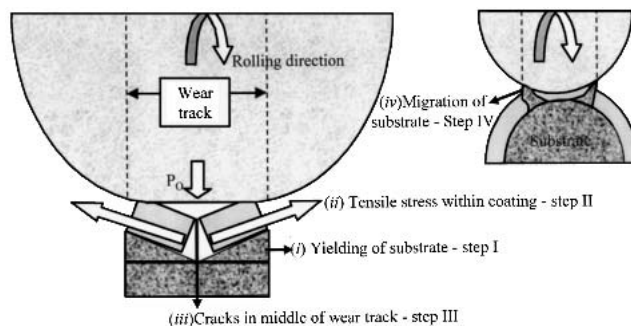 Rolling direction
Wear
track
P_O
(iv)Migration of
substrate - Step IV
Substrate
(ii) Tensile stress within coating - step II
(i) Yielding of substrate - step I
(iii)Cracks in middle of wear track - step III